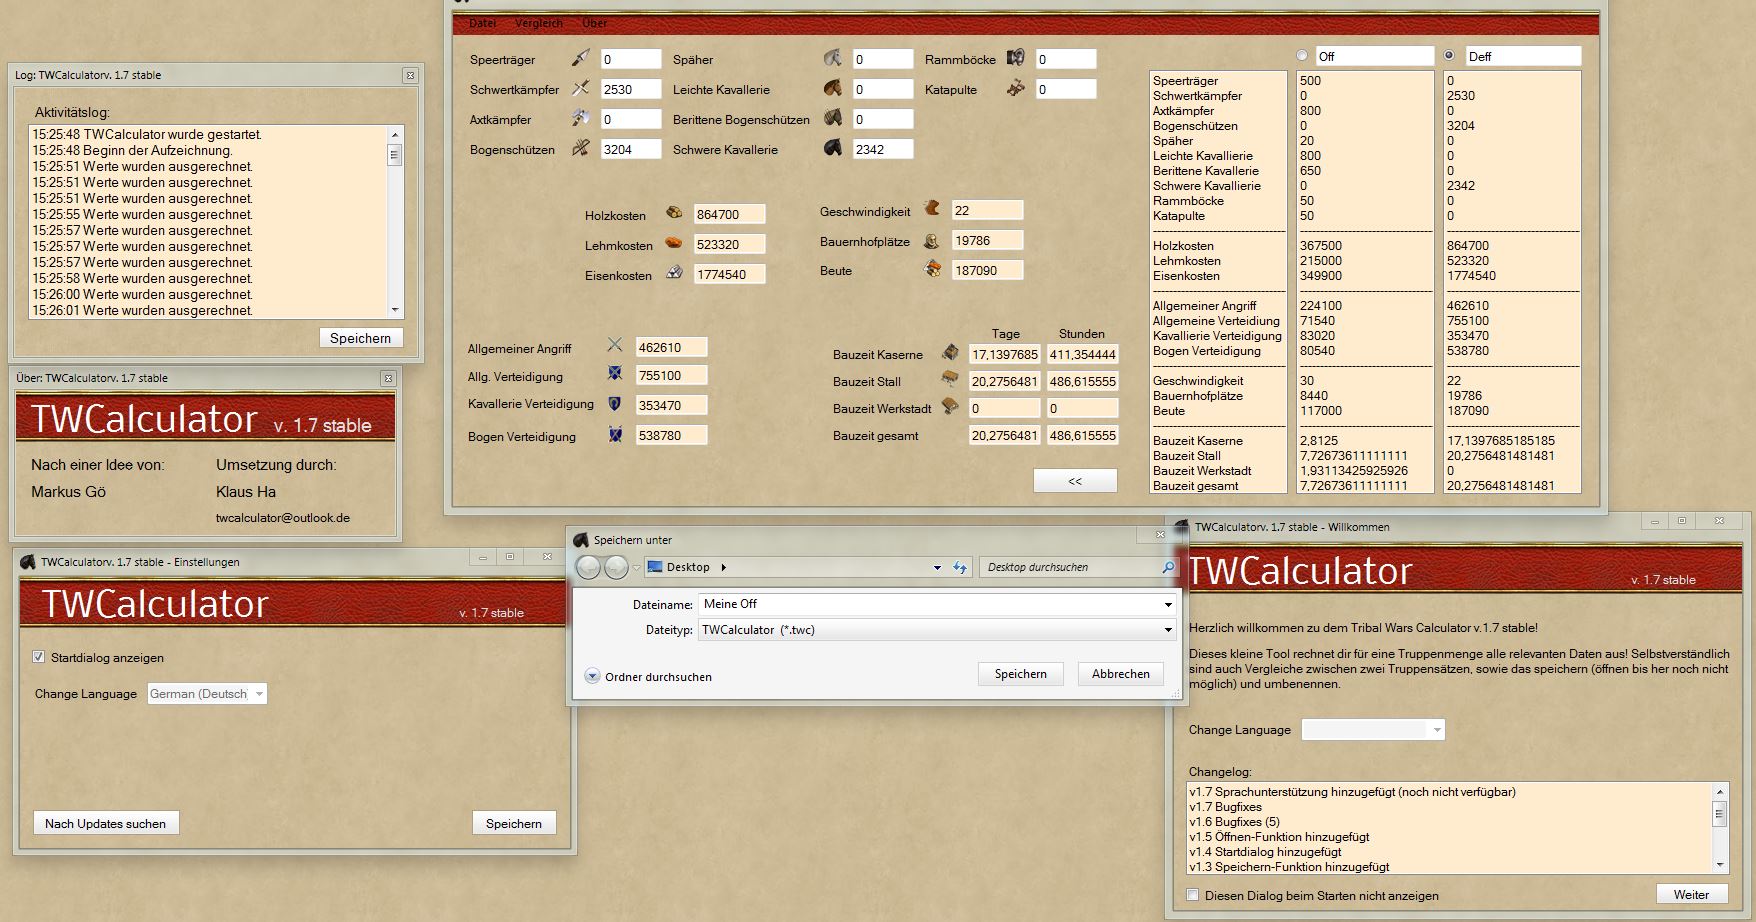 Log: TWCalculatorv. 1.7 stable
Aktivitätslog:
15:25:48 TWCalculator wurde gestartet.
15:25:48 Beginn der Aufzeichnung.
15:25:51 Werte wurden ausgerechnet.
15:25:51 Werte wurden ausgerechnet.
15:25:51 Werte wurden ausgerechnet.
15:25:55 Werte wurden ausgerechnet.
15:25:57 Werte wurden ausgerechnet.
15:25:57 Werte wurden ausgerechnet.
15:25:57 Werte wurden ausgerechnet.
15:25:58 Werte wurden ausgerechnet.
15:26:00 Werte wurden ausgerechnet.
15:26:01 Werte wurden ausgerechnet.
Speichern
Über: TWCalculatorv. 1.7 stable
TWCalculator v. 1.7 stable
Nach einer Idee von: Umsetzung durch:
Markus Gö Klaus Ha
twcalculator@outlook.de
TWCalculatorv. 1.7 stable - Einstellungen
TWCalculator v. 1.7 stable
Startdialog anzeigen
Change Language German (Deutsch
Nach Updates suchen Speichern
Datei Vergleich Über
Speerträger 0 Späher 0 Rammböcke 0
Schwertkämpfer 2530 Leichte Kavallerie 0 Katapulte 0
Axtkämpfer 0 Berittene Bogenschützen 0
Bogenschützen 3204 Schwere Kavallerie 2342
Holzkosten 864700 Geschwindigkeit 22
Lehmkosten 523320 Bauernhofplätze 19786
Eisenkosten 1774540 Beute 187090
Tage Stunden
Allgemeiner Angriff 462610 Bauzeit Kaserne 17,1397685 411,354444
Allg. Verteidigung 755100 Bauzeit Stall 20,2756481 486,615555
Kavallerie Verteidigung 353470 Bauzeit Werkstadt 0 0
Bogen Verteidigung 538780 Bauzeit gesamt 20,2756481 486,615555
<<
Off Deff
Speerträger 500 0
Schwertkämpfer 0 2530
Axtkämpfer 800 0
Bogenschützen 0 3204
Späher 20 0
Leichte Kavallierie 800 0
Berittene Kavallierie 650 0
Schwere Kavallierie 0 2342
Rammböcke 50 0
Katapulte 50 0
Holzkosten 367500 864700
Lehmkosten 215000 523320
Eisenkosten 349900 1774540
Allgemeiner Angriff 224100 462610
Allgemeine Verteidiung 71540 755100
Kavallierie Verteidigung 83020 353470
Bogen Verteidigung 80540 538780
Geschwindigkeit 30 22
Bauernhofplätze 8440 19786
Beute 117000 187090
Bauzeit Kaserne 2,8125 17,1397685185185
Bauzeit Stall 7,72673611111111 20,2756481481481
Bauzeit Werkstadt 1,93113425925926 0
Bauzeit gesamt 7,72673611111111 20,2756481481481
Speichern unter
Desktop Desktop durchsuchen
Dateiname: Meine Off
Dateityp: TWCalculator (*.twc)
Ordner durchsuchen Speichern Abbrechen
TWCalculatorv. 1.7 stable - Willkommen
TWCalculator v. 1.7 stable
Herzlich willkommen zu dem Tribal Wars Calculator v.1.7 stable!
Dieses kleine Tool rechnet dir für eine Truppenmenge alle relevanten Daten aus! Selbstverständlich
sind auch Vergleiche zwischen zwei Truppensätzen, sowie das speichern (öffnen bis her noch nicht
möglich) und umbenennen.
Change Language
Changelog:
v1.7 Sprachunterstützung hinzugefügt (noch nicht verfügbar)
v1.7 Bugfixes
v1.6 Bugfixes (5)
v1.5 Öffnen-Funktion hinzugefügt
v1.4 Startdialog hinzugefügt
v1.3 Speichern-Funktion hinzugefügt
Diesen Dialog beim Starten nicht anzeigen Weiter